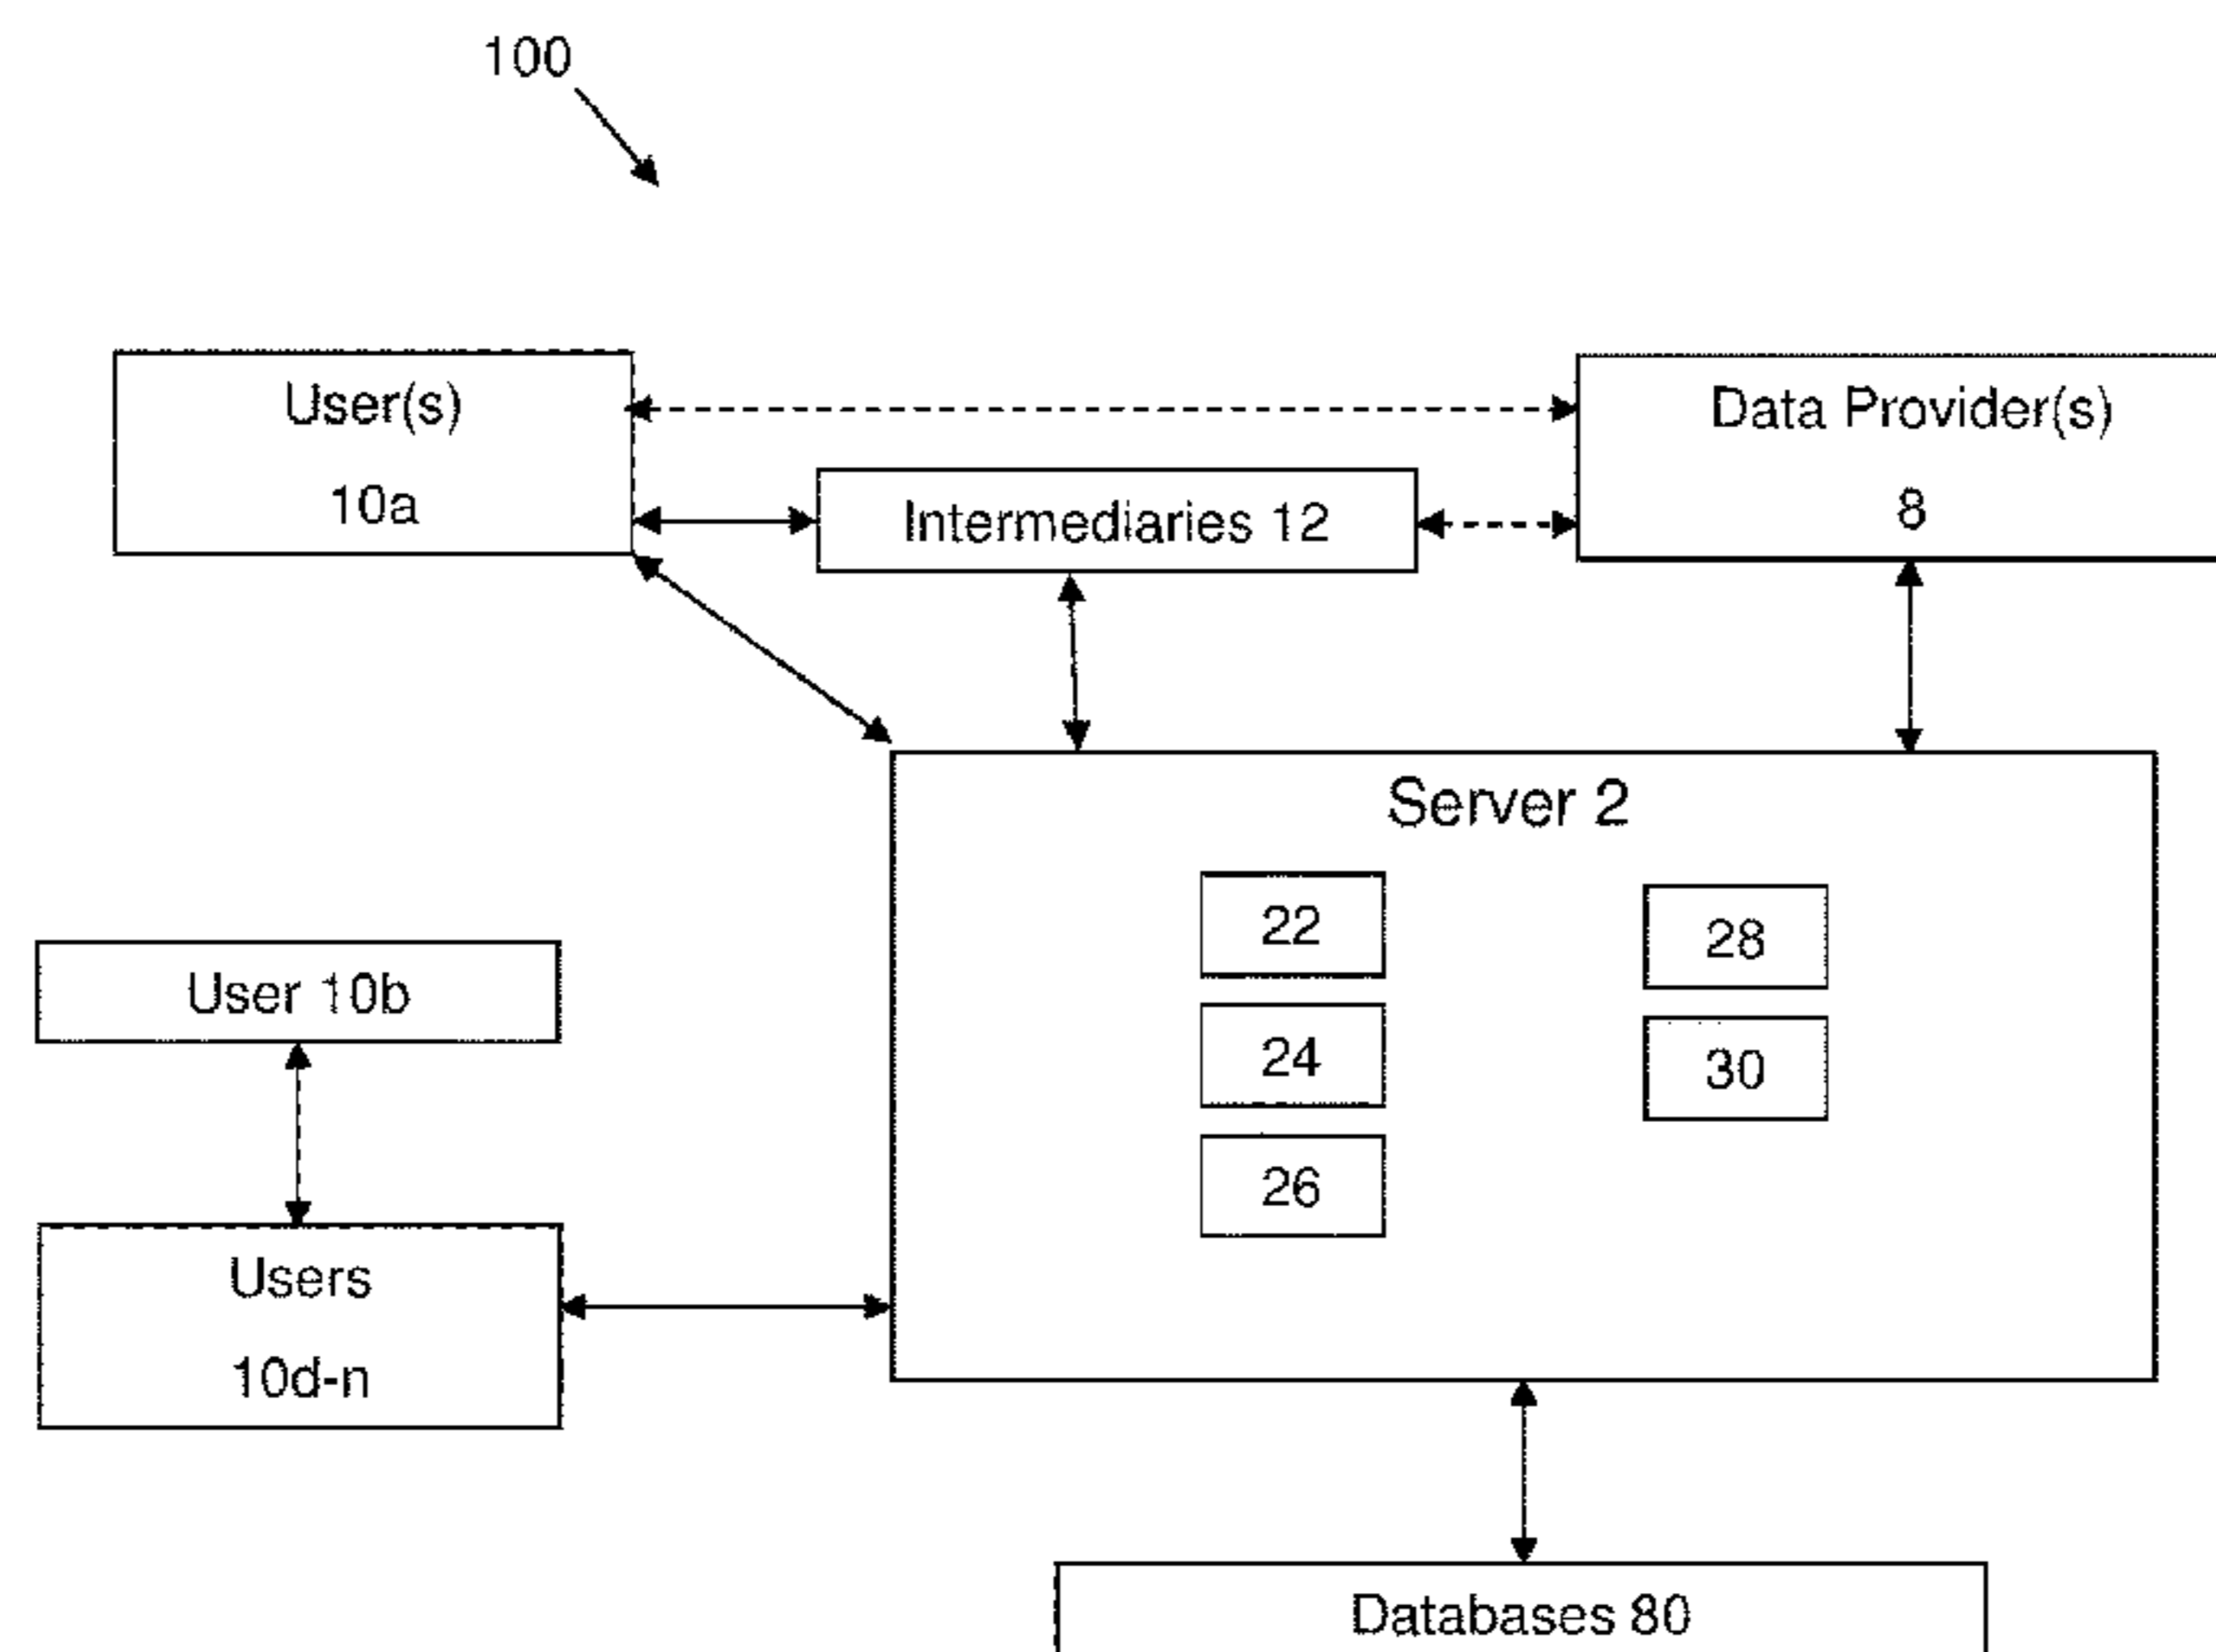 100
User(s)
10a
Data Provider(s)
8
Intermediaries 12
Server 2
22
28
24
30
26
User 10b
Users
10d-n
Databases 80